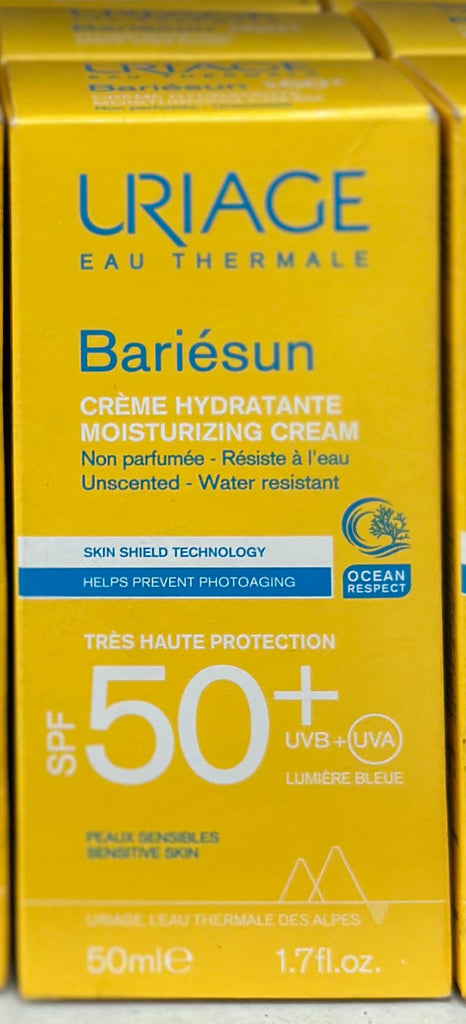 URIAGE
EAU THERMALE
Bariésun
CRÈME HYDRATANTE
MOISTURIZING CREAM
Non parfumée - Résiste à l'eau
Unscented - Water resistant
SKIN SHIELD TECHNOLOGY
HELPS PREVENT PHOTOAGING
OCEAN
RESPECT
TRÈS HAUTE PROTECTION
SPF 50+
UVB + UVA
LUMIÈRE BLEUE
PEAUX SENSIBLES
SENSITIVE SKIN
URIAGE, L'EAU THERMALE DES ALPES
50ml℮ 1.7fl.oz.